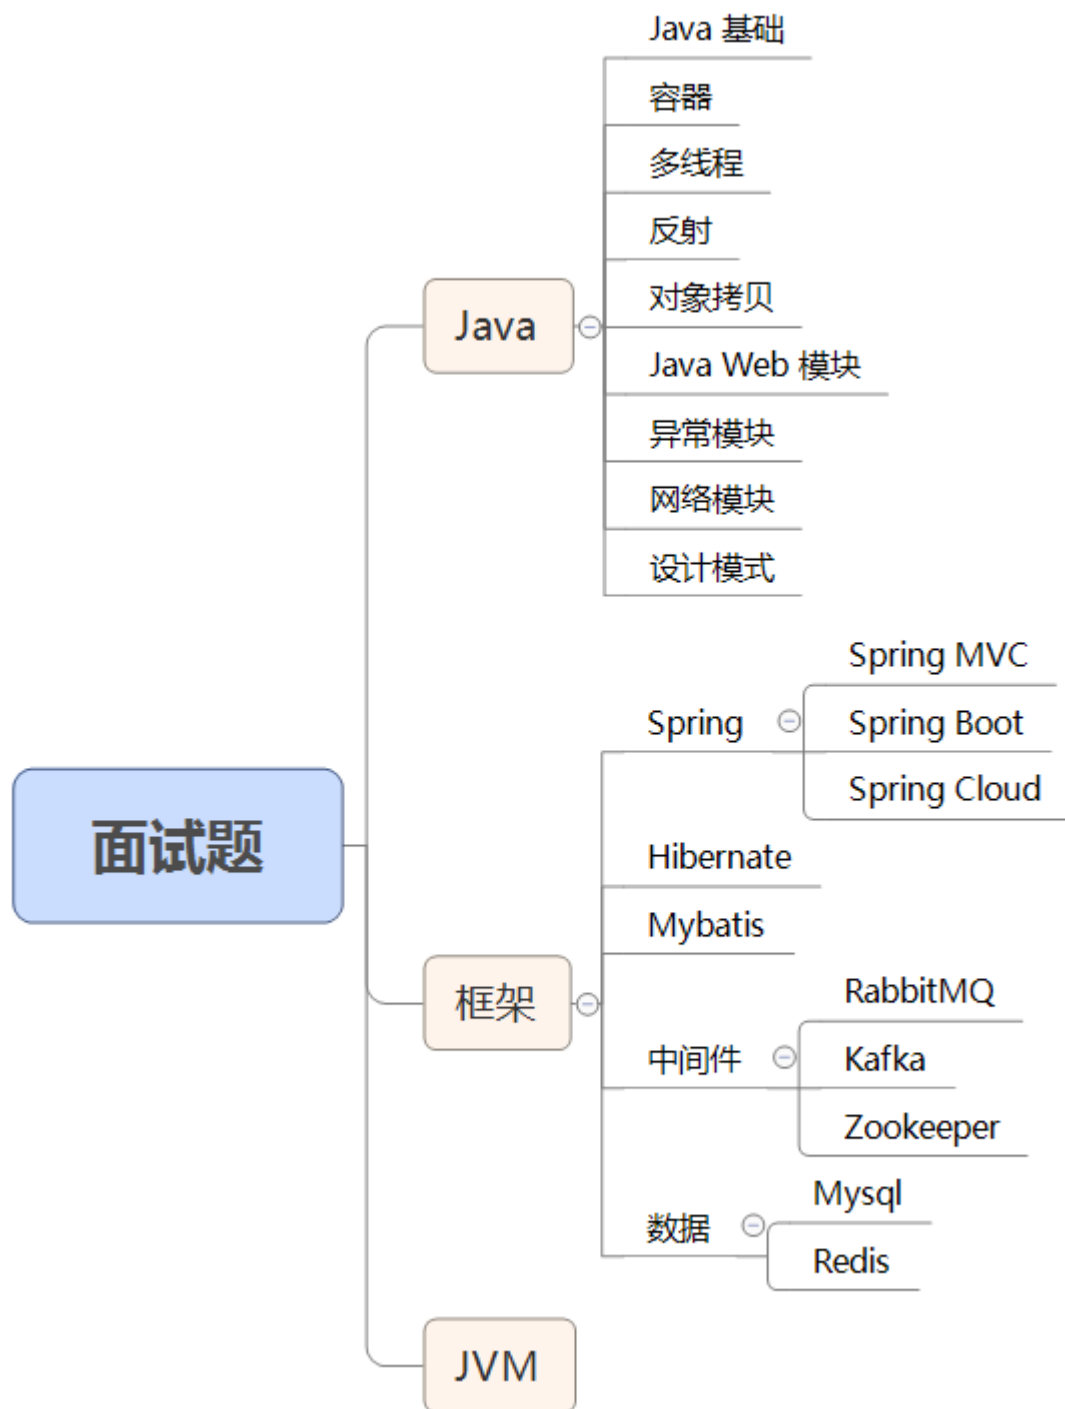 面试题
Java
Java 基础
容器
多线程
反射
对象拷贝
Java Web 模块
异常模块
网络模块
设计模式
框架
Spring
Spring MVC
Spring Boot
Spring Cloud
Hibernate
Mybatis
中间件
RabbitMQ
Kafka
Zookeeper
数据
Mysql
Redis
JVM